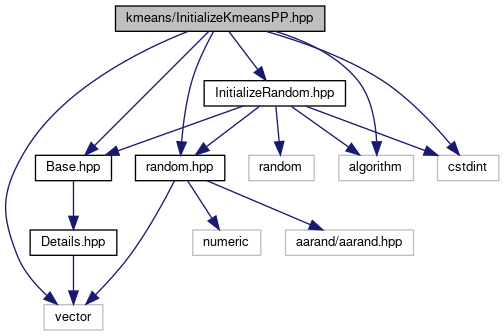 kmeans/InitializeKmeansPP.hpp
InitializeRandom.hpp
Base.hpp
random.hpp
random
algorithm
cstdint
Details.hpp
numeric
aarand/aarand.hpp
vector